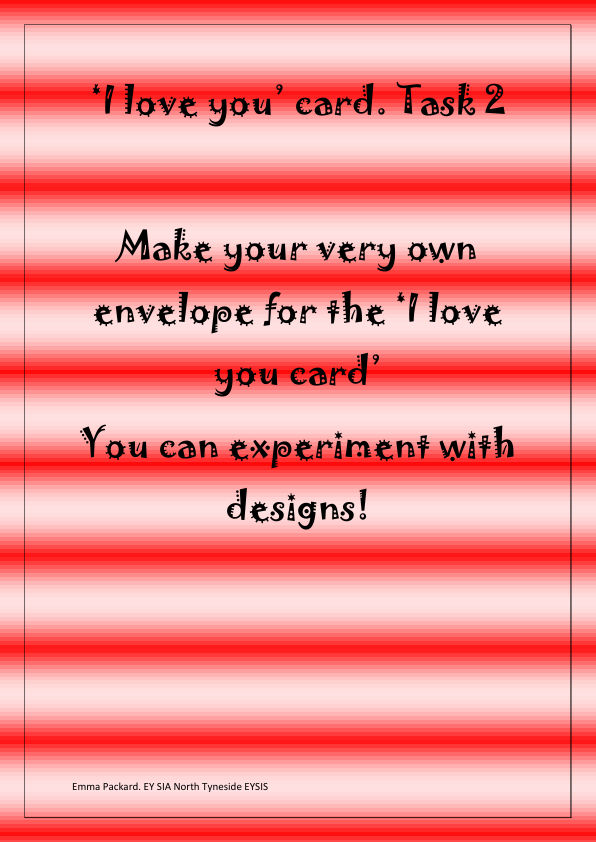 ‘I love you’ card. Task 2
Make your very own
envelope for the ‘I love
you card’
You can experiment with
designs!
Emma Packard. EY SIA North Tyneside EYSIS